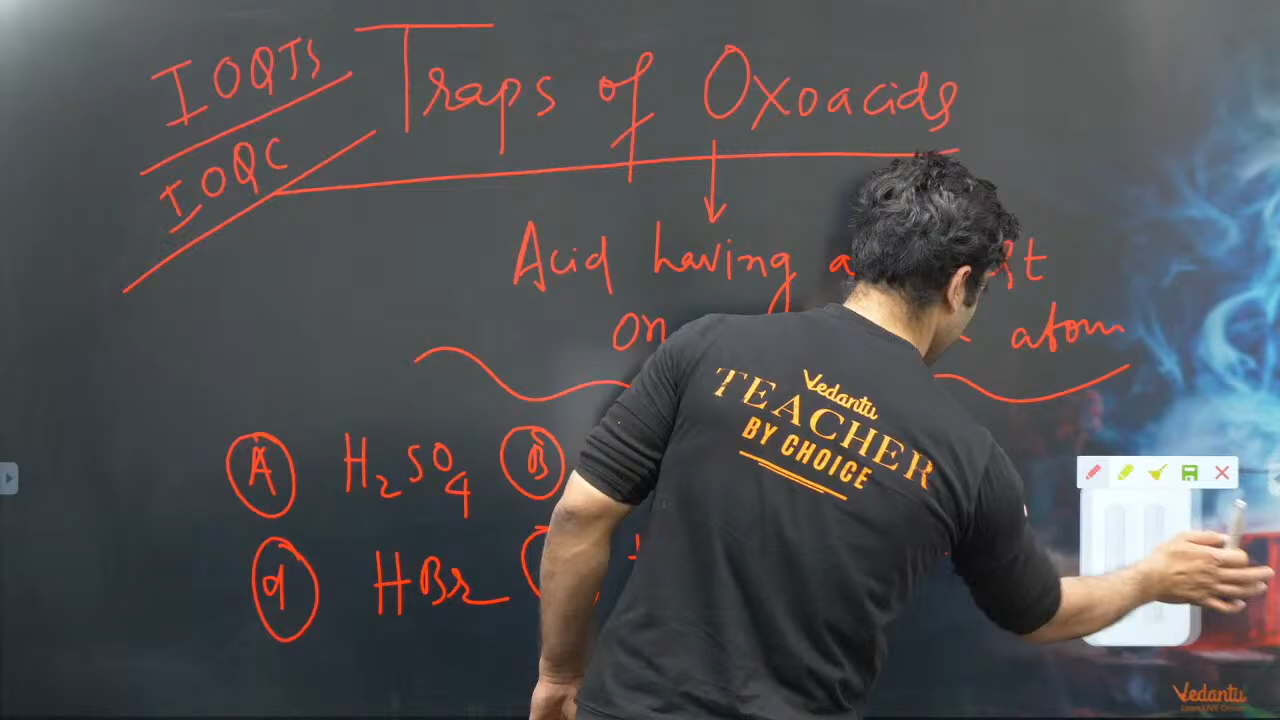 IOQJS Traps of Oxoacids
IOQC
Acid having a
on atom
A H2SO4 B
HBr
Vedantu
TEACHER
BY CHOICE
Vedantu